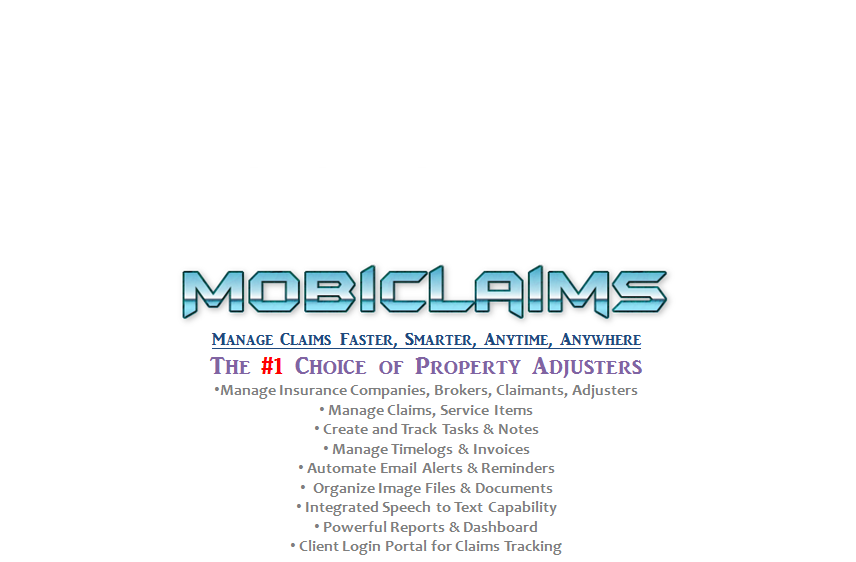 MOBICLAIMS
Manage Claims Faster, Smarter, Anytime, Anywhere
The #1 Choice of Property Adjusters
•Manage Insurance Companies, Brokers, Claimants, Adjusters
• Manage Claims, Service Items
• Create and Track Tasks & Notes
• Manage Timelogs & Invoices
• Automate Email Alerts & Reminders
• Organize Image Files & Documents
• Integrated Speech to Text Capability
• Powerful Reports & Dashboard
• Client Login Portal for Claims Tracking